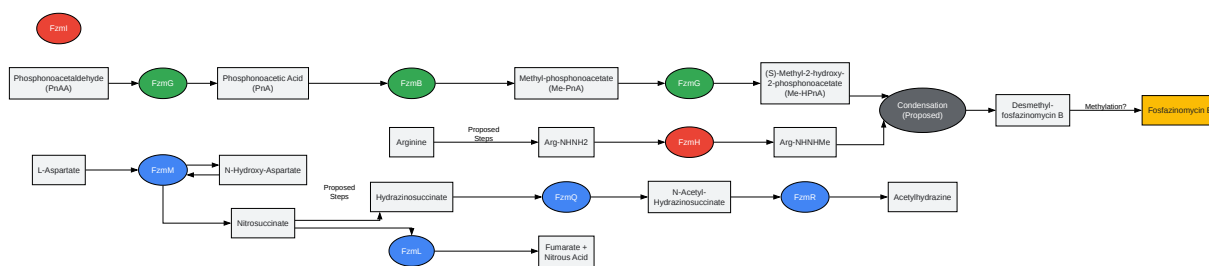 FzmI
Phosphonoacetaldehyde
(PnAA)
FzmG
Phosphonoacetic Acid
(PnA)
FzmB
Methyl-phosphonoacetate
(Me-PnA)
FzmG
(S)-Methyl-2-hydroxy-
2-phosphonoacetate
(Me-HPnA)
Condensation
(Proposed)
Desmethyl-
fosfazinomycin B
Methylation?
Fosfazinomycin B
Arginine
Proposed
Steps
Arg-NHNH2
FzmH
Arg-NHNHMe
L-Aspartate
FzmM
N-Hydroxy-Aspartate
Proposed
Steps
Hydrazinosuccinate
FzmQ
N-Acetyl-
Hydrazinosuccinate
FzmR
Acetylhydrazine
Nitrosuccinate
FzmL
Fumarate +
Nitrous Acid